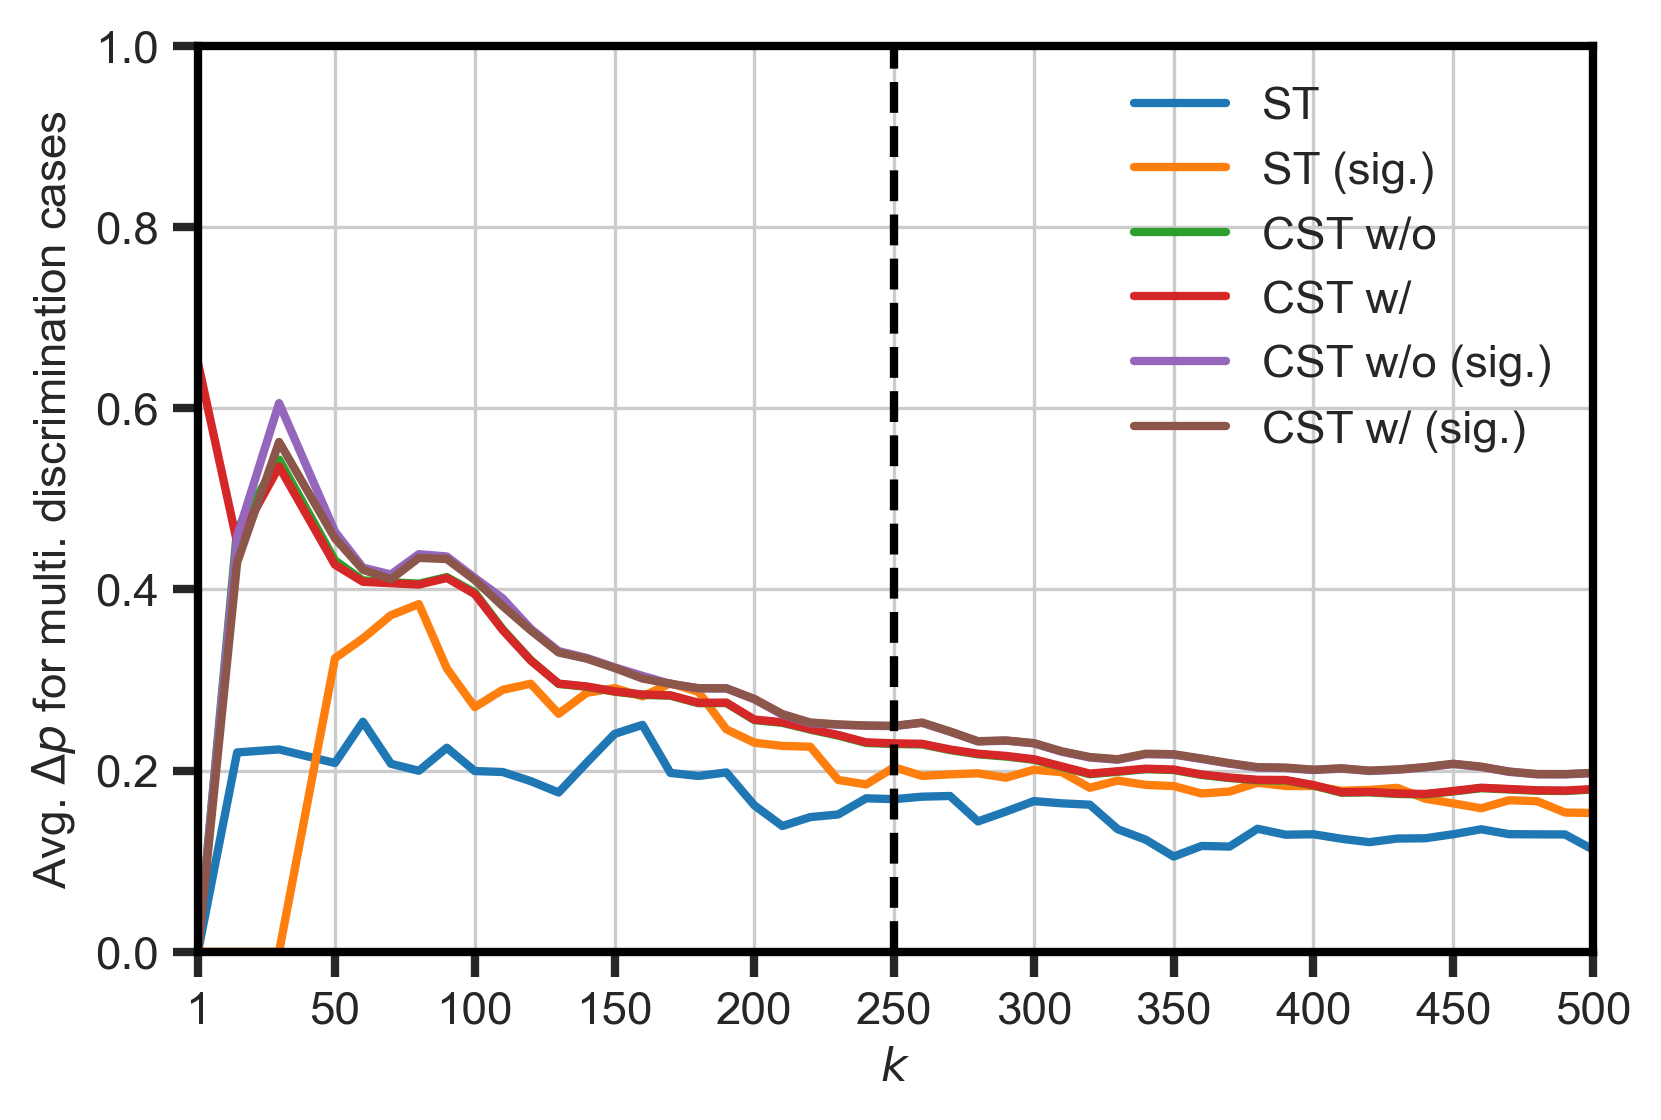 Avg. Δp for multi. discrimination cases
1.0
0.8
0.6
0.4
0.2
0.0
ST
ST (sig.)
CST w/o
CST w/
CST w/o (sig.)
CST w/ (sig.)
1 50 100 150 200 250 300 350 400 450 500
k